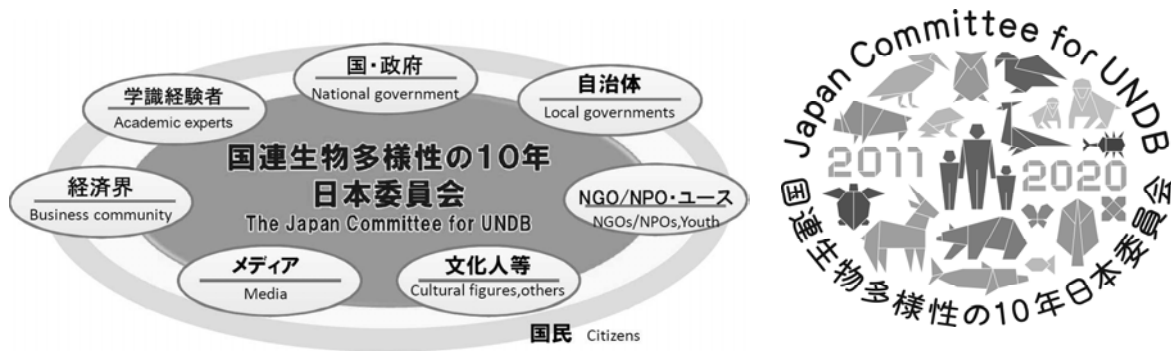 国・政府
National government
学識経験者
Academic experts
自治体
Local governments
経済界
Business community
国連生物多様性の10年
日本委員会
The Japan Committee for UNDB
NGO/NPO・ユース
NGOs/NPOs,Youth
メディア
Media
文化人等
Cultural figures,others
国民 Citizens
Japan Committee for UNDB
2011 2020
国連生物多様性の10年日本委員会